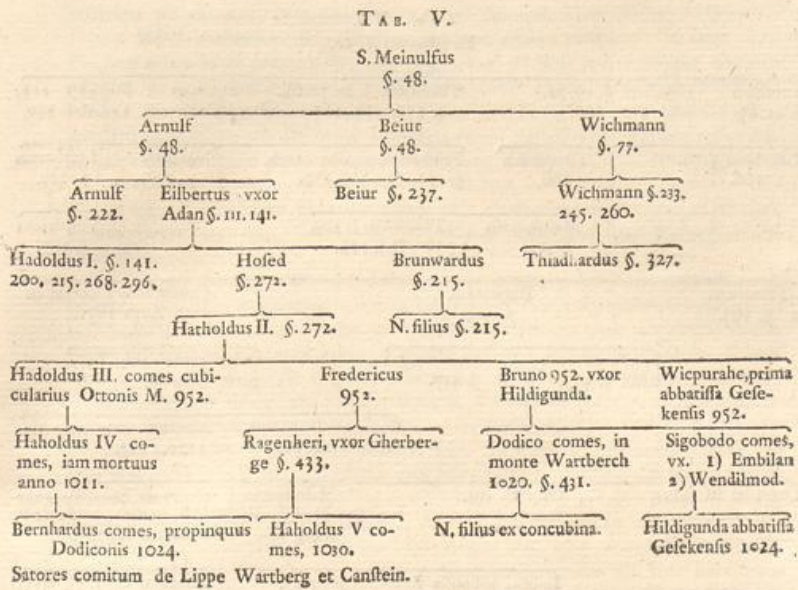 TAB. V.
S. Meinulfus
§. 48.
Arnulf Beiur Wichmann
§. 48. §. 48. §. 77.
Arnulf Eilbertus vxor Beiur §. 237. Wichmann §. 233.
§. 222. Adan §. 111. 141. 245. 260.
Hadoldus I. §. 141. Hoſed Brunwardus Thiadhardus §. 327.
200. 215. 268. 296. §. 272. §. 215.
Hatholdus II. §. 272. N. filius §. 215.
Hadoldus III. comes cubi- Fredericus Bruno 952. vxor Wicpurahc, prima
cularius Ottonis M. 952. 952. Hildigunda. abbatiſſa Geſe-
kenſis 952.
Haholdus IV co- Ragenheri, vxor Gherber- Dodico comes, in Sigobodo comes,
mes, iam mortuus ge §. 433. monte Wartberch vx. 1) Embilan
anno 1011. 1020. §. 431. 2) Wendilmod.
Bernhardus comes, propinquus Haholdus V co- N. filius ex concubina. Hildigunda abbatiſſa
Dodiconis 1024. mes, 1030. Geſekenſis 1024.
Satores comitum de Lippe Wartberg et Canſtein.